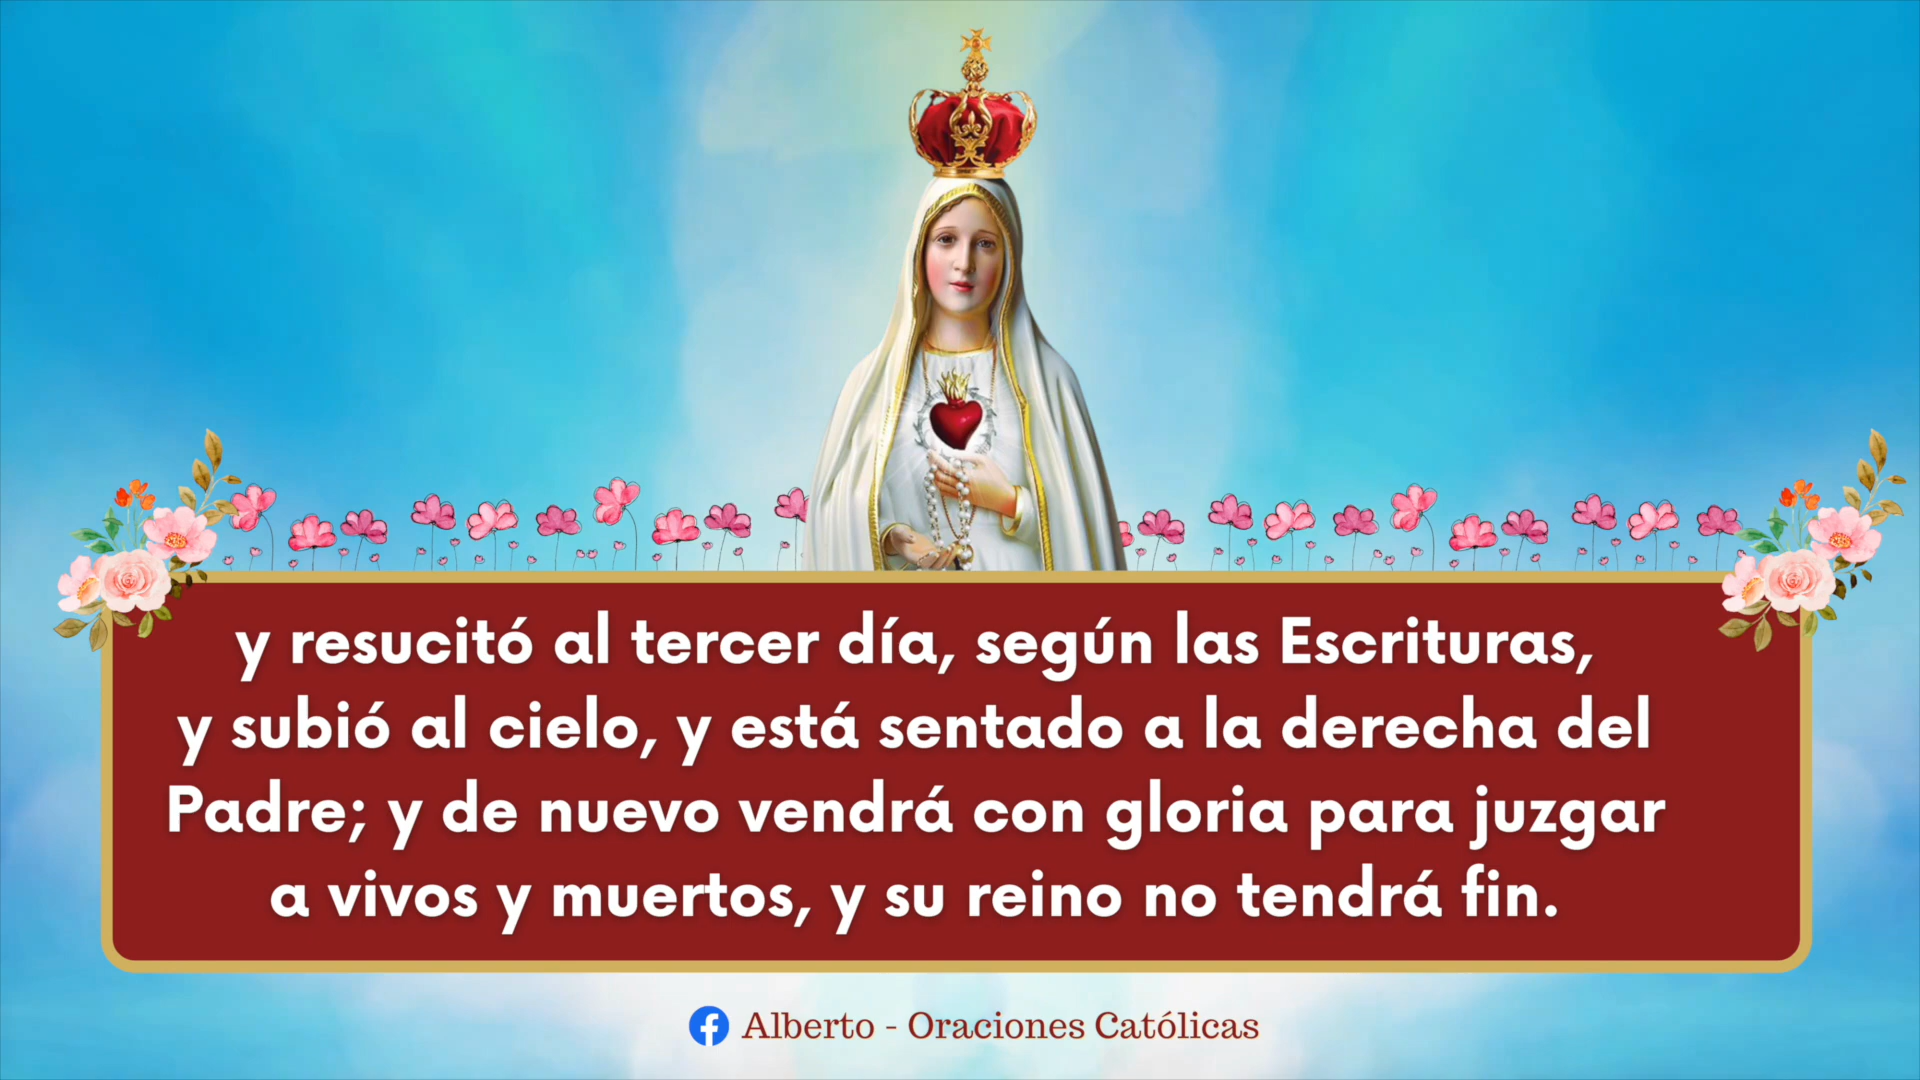 y resucitó al tercer día, según las Escrituras,
y subió al cielo, y está sentado a la derecha del
Padre; y de nuevo vendrá con gloria para juzgar
a vivos y muertos, y su reino no tendrá fin.
Alberto - Oraciones Católicas